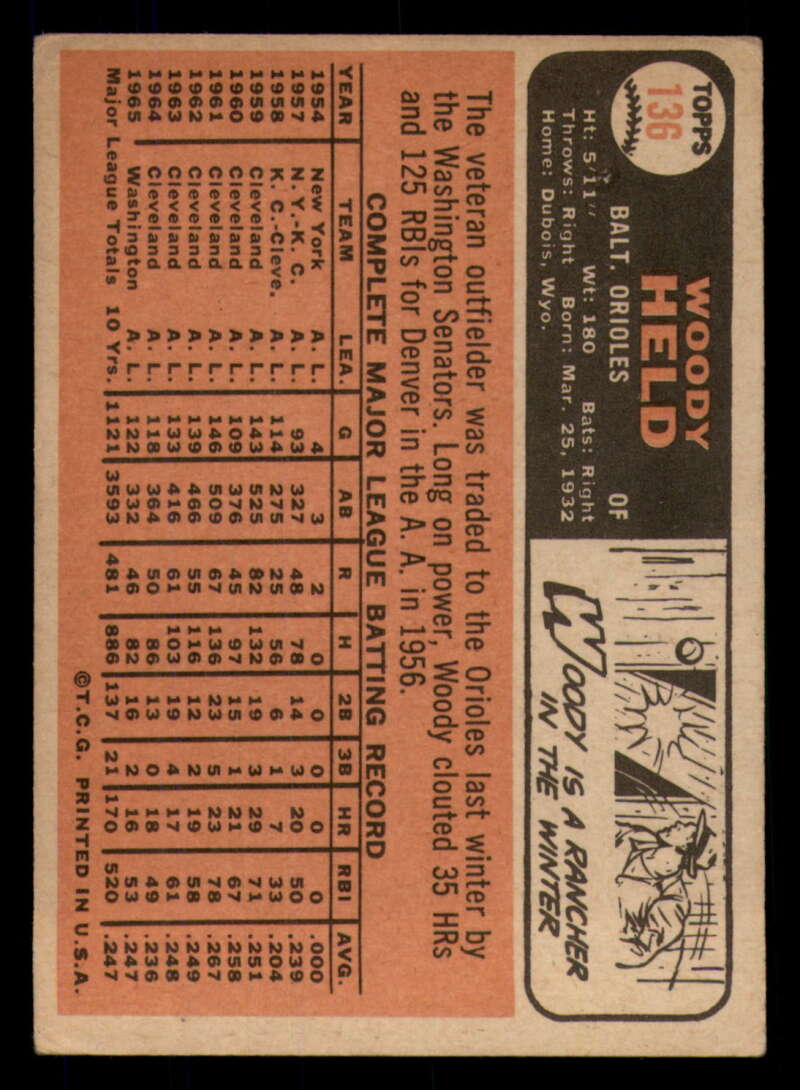 TOPPS
136
WOODY
HELD
BALT. ORIOLES OF
Ht: 5'11" Wt: 180 Bats: Right
Throws: Right Born: Mar. 25, 1932
Home: Dubois, Wyo.
WOODY IS A RANCHER
IN THE WINTER
The veteran outfielder was traded to the Orioles last winter by
the Washington Senators. Long on power, Woody clouted 35 HRs
and 125 RBIs for Denver in the A. A. in 1956.
COMPLETE MAJOR LEAGUE BATTING RECORD
YEAR TEAM LEA. G AB R H 2B 3B HR RBI AVG.
1954 New York A. L. 4 3 2 0 0 0 0 0 .000
1957 N. Y.-K. C. A. L. 93 327 48 78 14 3 20 50 .239
1958 K. C.-Cleve. A. L. 114 275 25 56 6 1 7 33 .204
1959 Cleveland A. L. 143 525 82 132 19 3 29 71 .251
1960 Cleveland A. L. 109 376 45 97 15 1 21 67 .258
1961 Cleveland A. L. 146 509 67 136 23 5 23 78 .267
1962 Cleveland A. L. 139 466 55 116 12 2 19 58 .249
1963 Cleveland A. L. 133 416 61 103 19 4 17 61 .248
1964 Cleveland A. L. 118 364 50 86 13 0 18 49 .236
1965 Washington A. L. 122 332 46 82 16 2 16 53 .247
Major League Totals 10 Yrs. 1121 3593 481 886 137 21 170 520 .247
©T.C.G. PRINTED IN U.S.A.